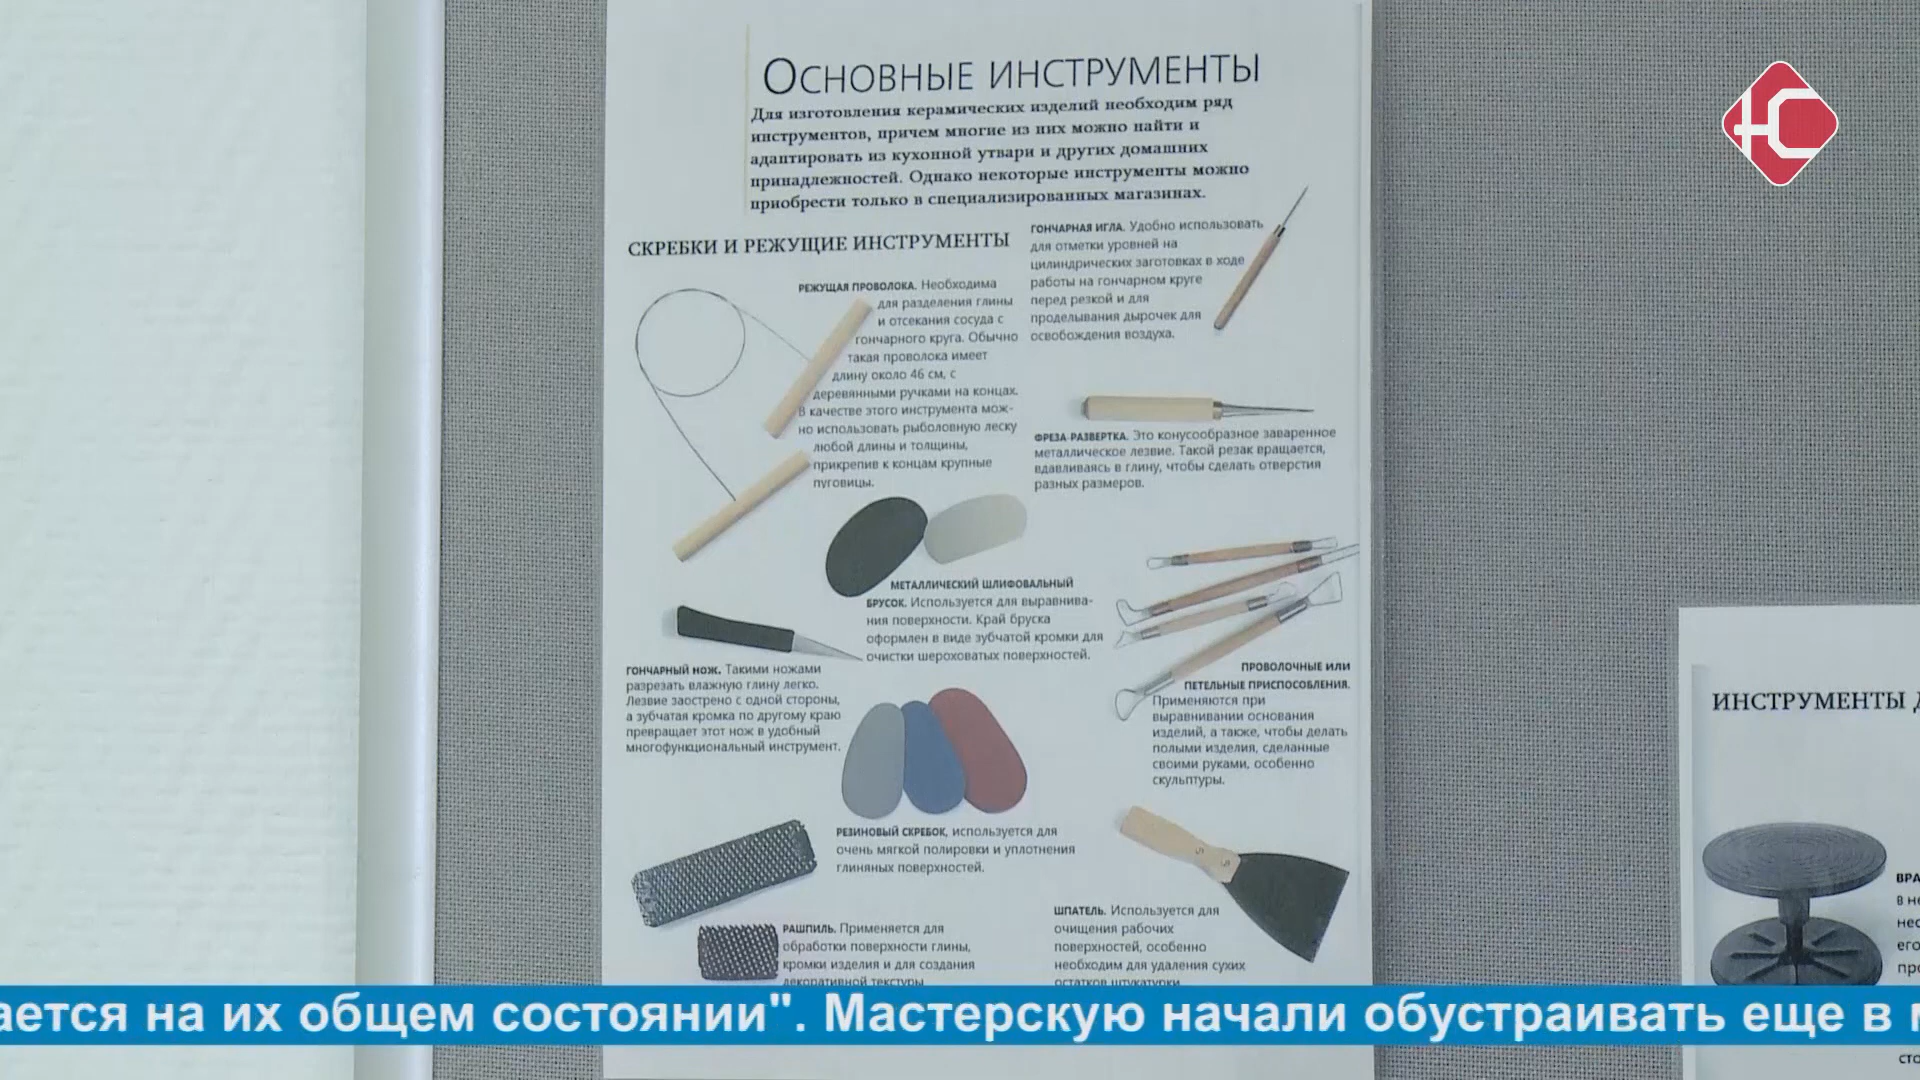 ОСНОВНЫЕ ИНСТРУМЕНТЫ
Для изготовления керамических изделий необходим ряд
инструментов, причем многие из них можно найти и
адаптировать из кухонной утвари и других домашних
принадлежностей. Однако некоторые инструменты можно
приобрести только в специализированных магазинах.
СКРЕБКИ И РЕЖУЩИЕ ИНСТРУМЕНТЫ
РЕЖУЩАЯ ПРОВОЛОКА. Необходима
для разделения глины
и отсекания сосуда с
гончарного круга. Обычно
такая проволока имеет
длину около 46 см, с
деревянными ручками на концах.
В качестве этого инструмента мож-
но использовать рыболовную леску
любой длины и толщины,
прикрепив к концам крупные
пуговицы.
ГОНЧАРНАЯ ИГЛА. Удобно использовать
для отметки уровней на
цилиндрических заготовках в ходе
работы на гончарном круге
перед резкой и для
проделывания дырочек для
освобождения воздуха.
ФРЕЗА-РАЗВЕРТКА. Это конусообразное заваренное
металлическое лезвие. Такой резак вращается,
вдавливаясь в глину, чтобы сделать отверстия
разных размеров.
МЕТАЛЛИЧЕСКИЙ ШЛИФОВАЛЬНЫЙ
БРУСОК. Используется для выравнива-
ния поверхности. Край бруска
оформлен в виде зубчатой кромки для
очистки шероховатых поверхностей.
ГОНЧАРНЫЙ НОЖ. Такими ножами
разрезать влажную глину легко.
Лезвие заострено с одной стороны,
а зубчатая кромка по другому краю
превращает этот нож в удобный
многофункциональный инструмент.
ПРОВОЛОЧНЫЕ ИЛИ
ПЕТЕЛЬНЫЕ ПРИСПОСОБЛЕНИЯ.
Применяются при
выравнивании основания
изделий, а также, чтобы делать
полыми изделия, сделанные
своими руками, особенно
скульптуры.
РЕЗИНОВЫЙ СКРЕБОК, используется для
очень мягкой полировки и уплотнения
глиняных поверхностей.
РАШПИЛЬ. Применяется для
обработки поверхности глины,
кромки изделия и для создания
декоративной текстуры
ШПАТЕЛЬ. Используется для
очищения рабочих
поверхностей, особенно
необходим для удаления сухих
остатков штукатурки
ИНСТРУМЕНТЫ Д
ВРА
в не
нес
его
пр
сто
ается на их общем состоянии". Мастерскую начали обустраивать еще в м
ЮС